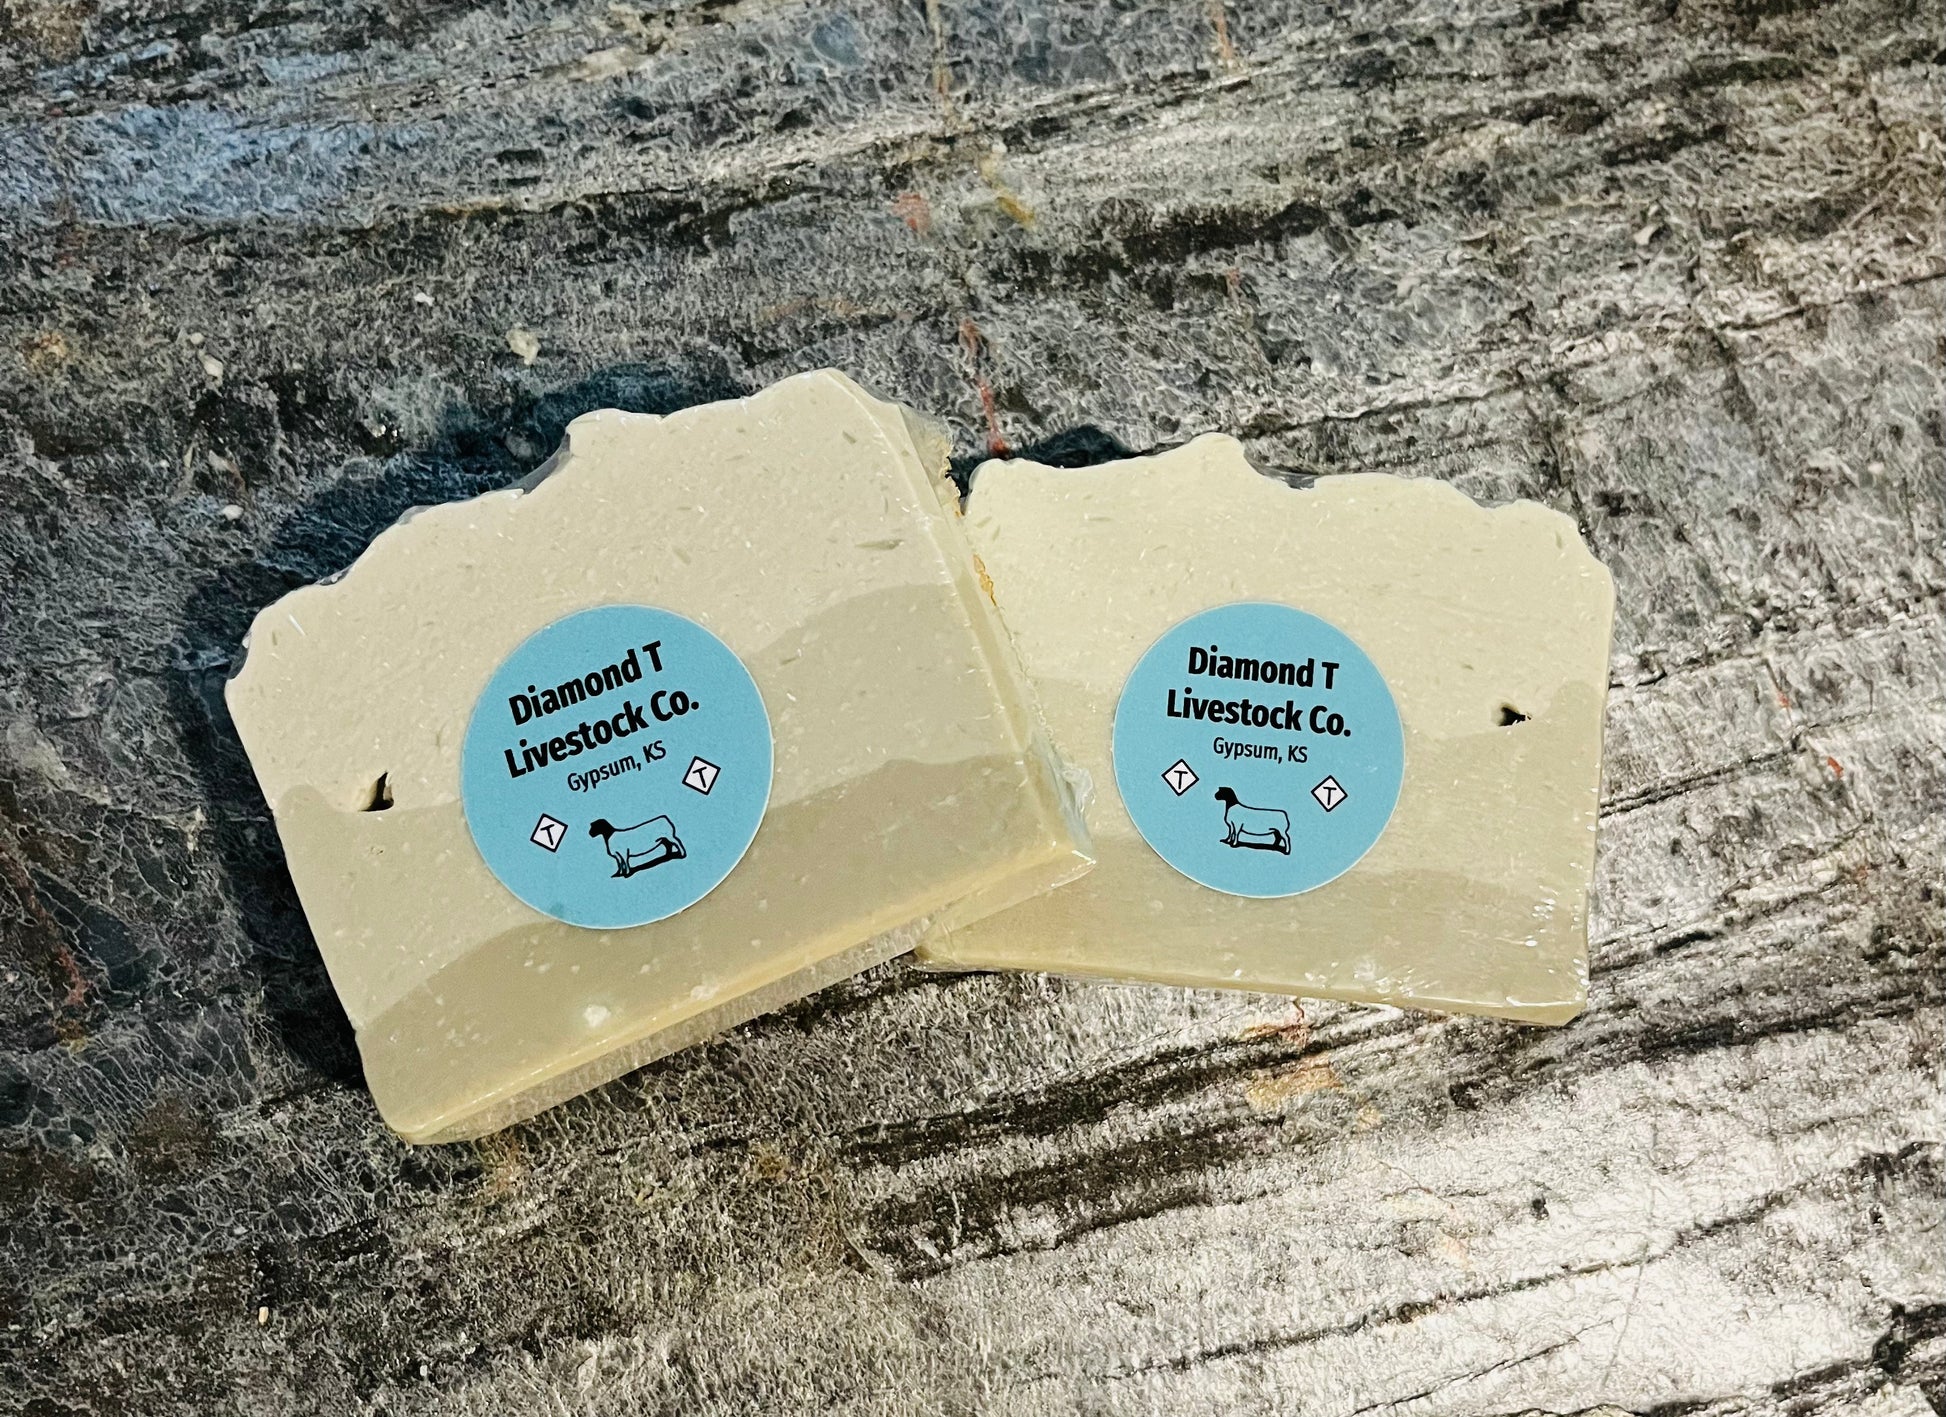 Diamond T
Livestock Co.
Gypsum, KS
T
T
Diamond T
Livestock Co.
Gypsum, KS
T
T